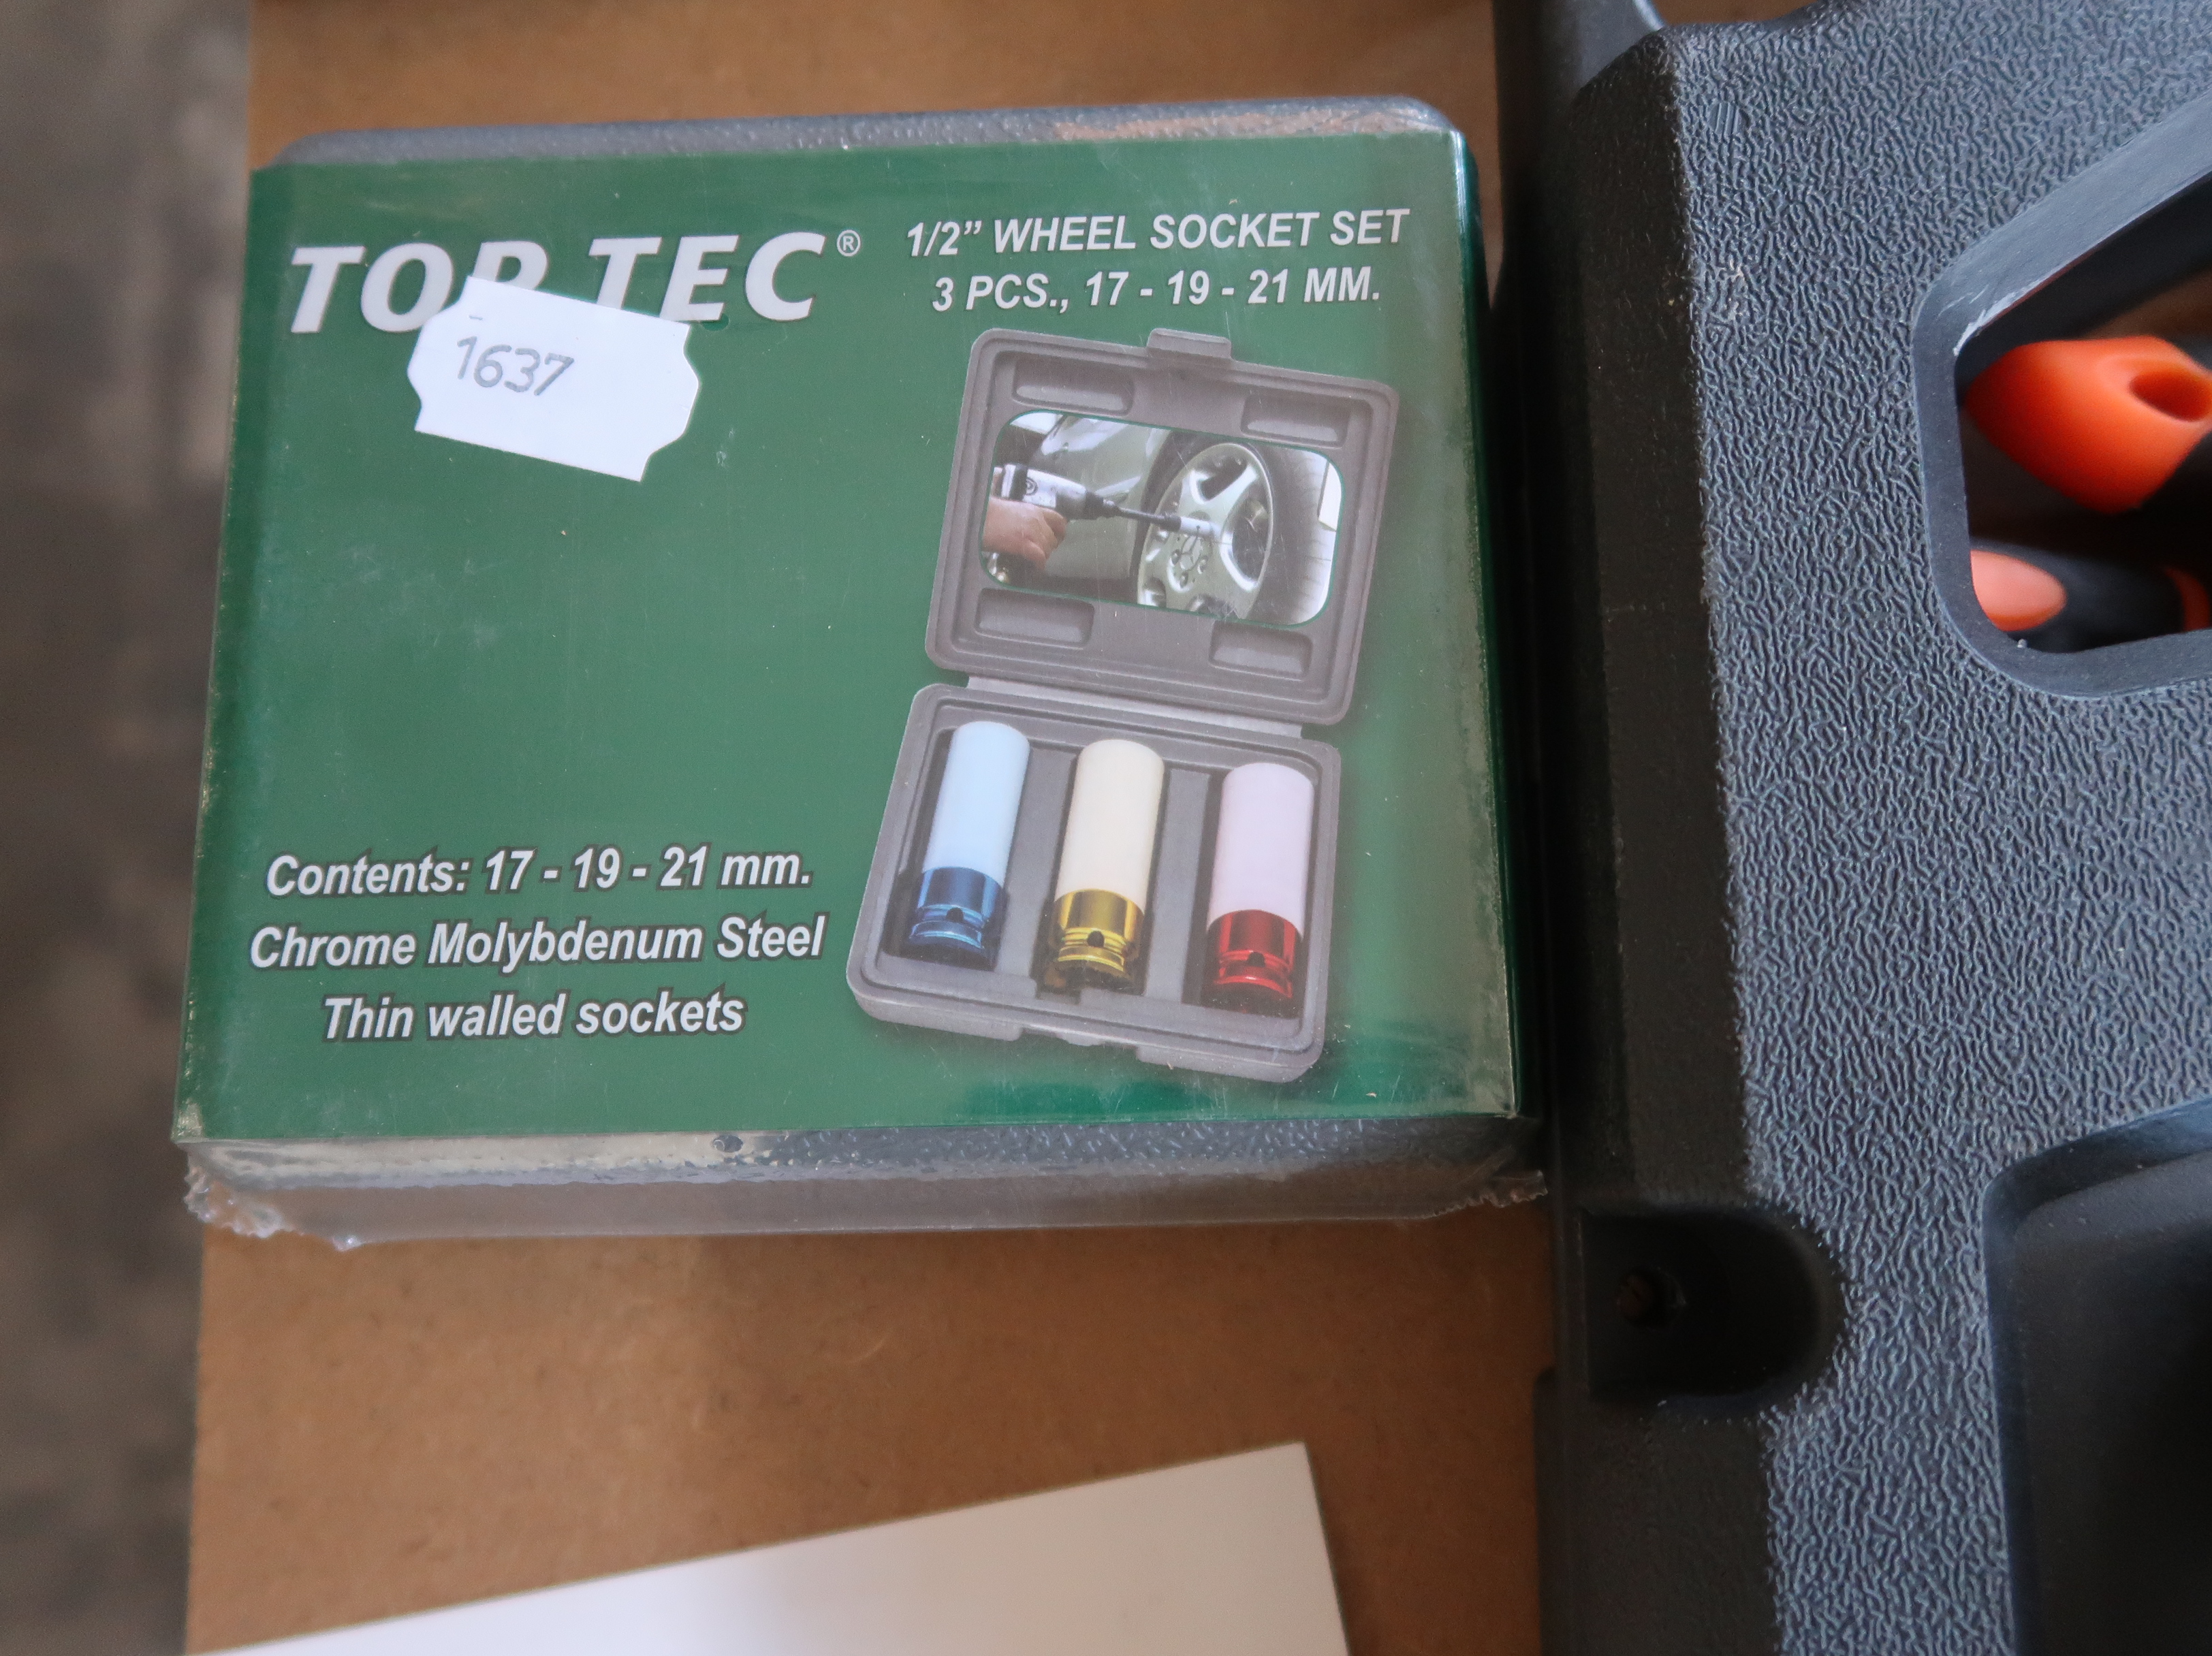 TOP TEC®
1/2” WHEEL SOCKET SET
3 PCS., 17 - 19 - 21 MM.
1637
Contents: 17 - 19 - 21 mm.
Chrome Molybdenum Steel
Thin walled sockets